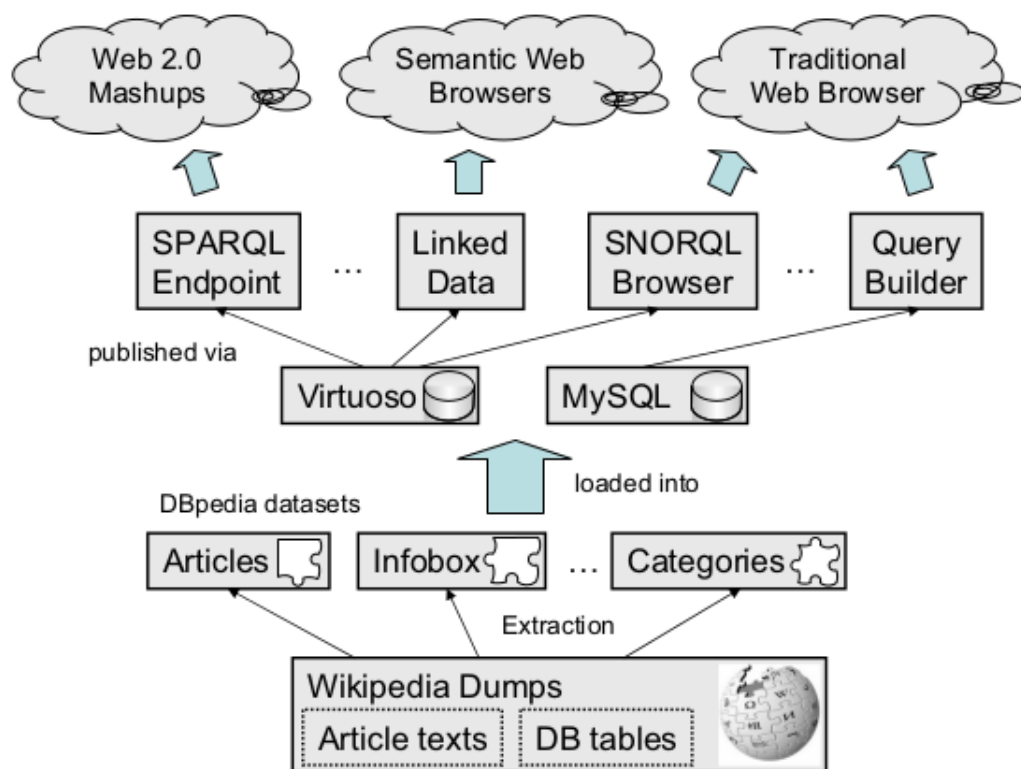 Web 2.0
Mashups
Semantic Web
Browsers
Traditional
Web Browser
SPARQL
Endpoint
...
Linked
Data
SNORQL
Browser
...
Query
Builder
published via
Virtuoso
MySQL
loaded into
DBpedia datasets
Articles
Infobox
...
Categories
Extraction
Wikipedia Dumps
Article texts
DB tables